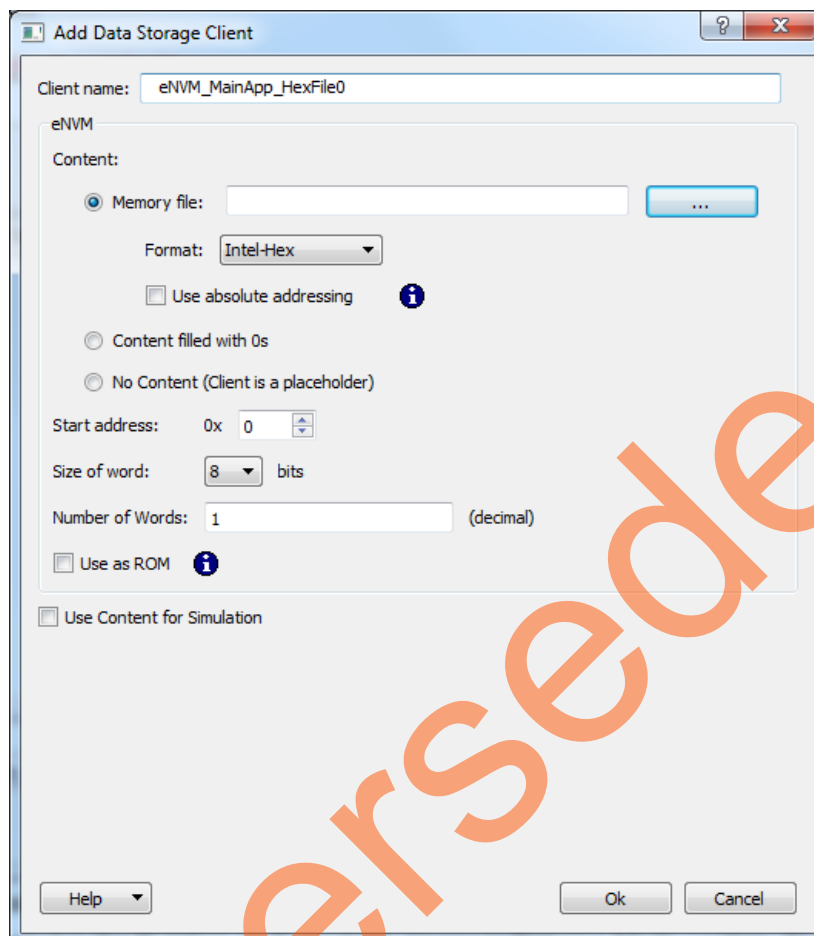 Add Data Storage Client
?
Client name: eNVM_MainApp_HexFile0
eNVM
Content:
Memory file: ...
Format: Intel-Hex
Use absolute addressing i
Content filled with 0s
No Content (Client is a placeholder)
Start address: 0x 0
Size of word: 8 bits
Number of Words: 1 (decimal)
Use as ROM i
Use Content for Simulation
ersede
Help Ok Cancel